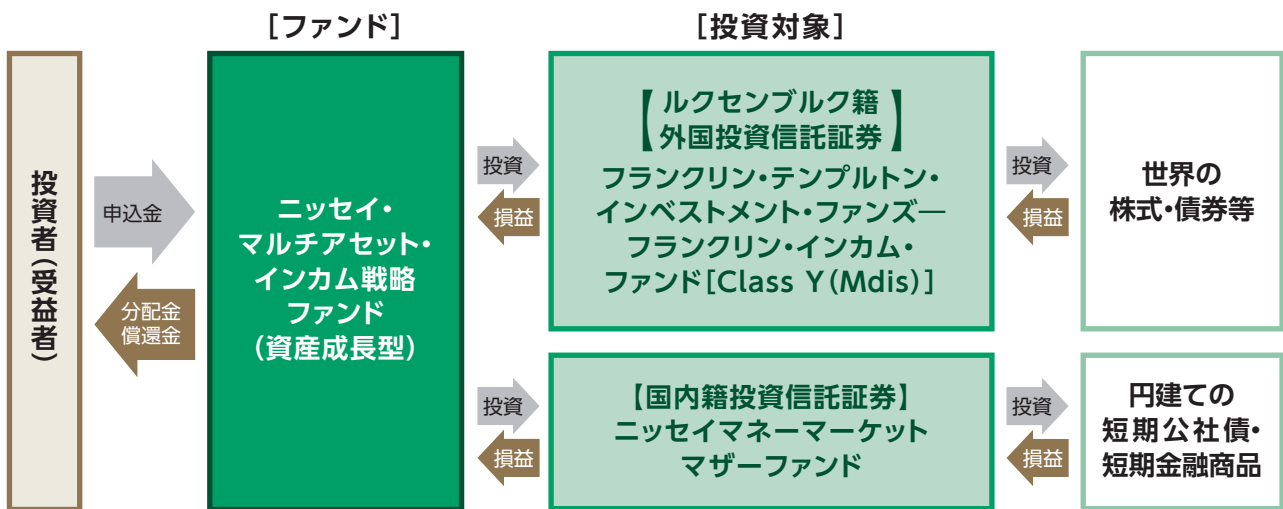 [ファンド]
[投資対象]
投資者(受益者)
申込金
分配金
償還金
ニッセイ・
マルチアセット・
インカム戦略
ファンド
(資産成長型)
投資
損益
【ルクセンブルク籍
外国投資信託証券】
フランクリン・テンプルトン・
インベストメント・ファンズ―
フランクリン・インカム・
ファンド[Class Y(Mdis)]
投資
損益
世界の
株式・債券等
投資
損益
【国内籍投資信託証券】
ニッセイマネーマーケット
マザーファンド
投資
損益
円建ての
短期公社債・
短期金融商品